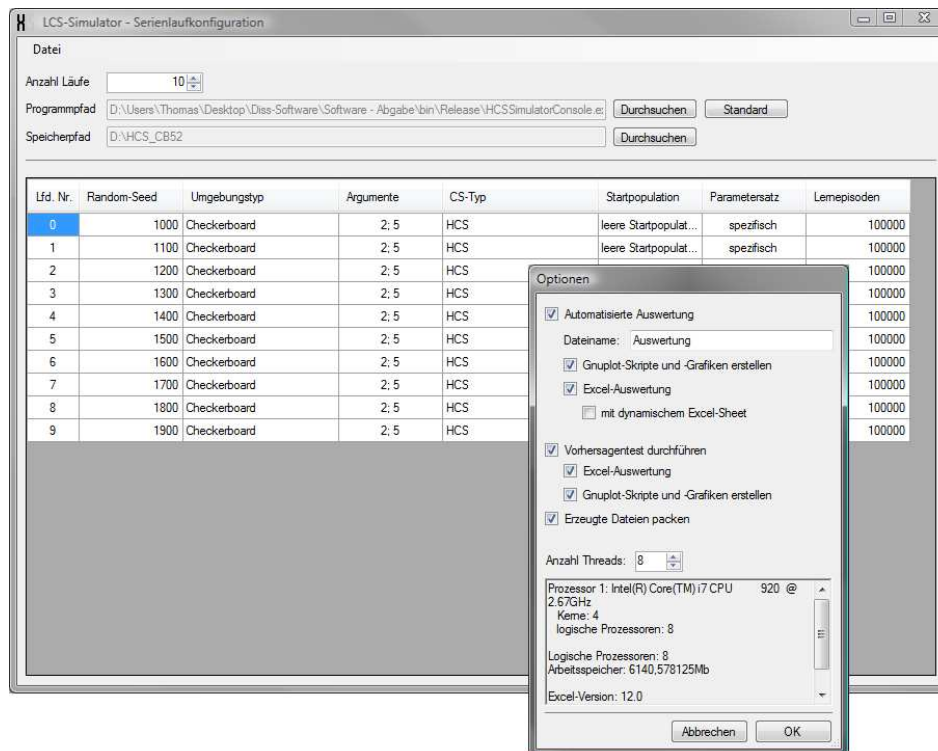 LCS-Simulator - Serienlaufkonfiguration
Datei
Anzahl Läufe 10
Programmpfad D:\Users\Thomas\Desktop\Diss-Software\Software - Abgabe\bin\Release\HCSSimulatorConsole.e Durchsuchen Standard
Speicherpfad D:\HCS_CB52 Durchsuchen
Lfd. Nr. Random-Seed Umgebungstyp Argumente CS-Typ Startpopulation Parametersatz Lernepisoden
0 1000 Checkerboard 2; 5 HCS leere Startpopulat... spezifisch 100000
1 1100 Checkerboard 2; 5 HCS leere Startpopulat... spezifisch 100000
2 1200 Checkerboard 2; 5 HCS 100000
3 1300 Checkerboard 2; 5 HCS 100000
4 1400 Checkerboard 2; 5 HCS 100000
5 1500 Checkerboard 2; 5 HCS 100000
6 1600 Checkerboard 2; 5 HCS 100000
7 1700 Checkerboard 2; 5 HCS 100000
8 1800 Checkerboard 2; 5 HCS 100000
9 1900 Checkerboard 2; 5 HCS 100000
Optionen
Automatisierte Auswertung
Dateiname: Auswertung
Gnuplot-Skripte und -Grafiken erstellen
Excel-Auswertung
mit dynamischem Excel-Sheet
Vorhersagentest durchführen
Excel-Auswertung
Gnuplot-Skripte und -Grafiken erstellen
Erzeugte Dateien packen
Anzahl Threads: 8
Prozessor 1: Intel(R) Core(TM) i7 CPU 920 @
2.67GHz
Kerne: 4
logische Prozessoren: 8
Logische Prozessoren: 8
Arbeitsspeicher: 6140,578125Mb
Excel-Version: 12.0
Abbrechen OK